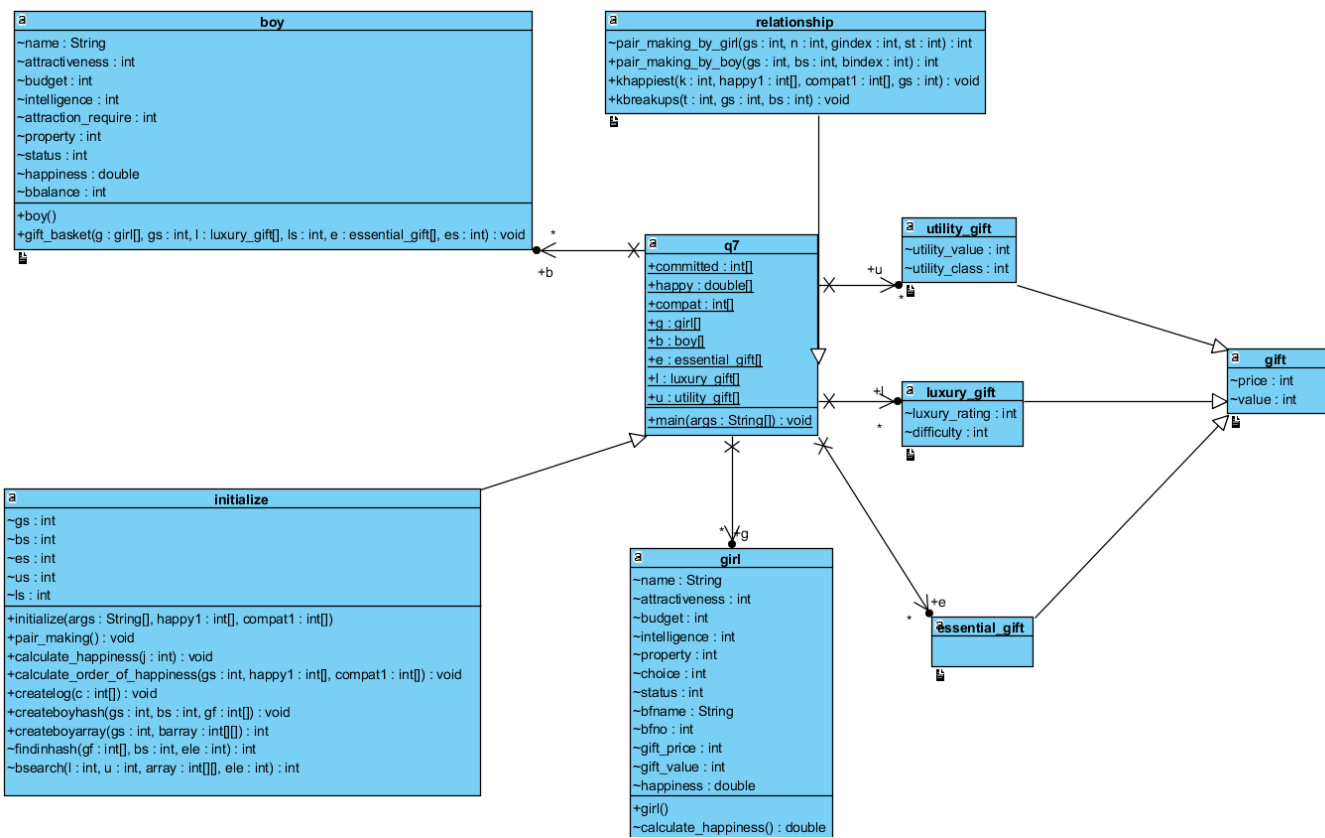 boy
~name : String
~attractiveness : int
~budget : int
~intelligence : int
~attraction_require : int
~property : int
~status : int
~happiness : double
~bbalance : int
+boy()
+gift_basket(g : girl[], gs : int, l : luxury_gift[], ls : int, e : essential_gift[], es : int) : void
relationship
~pair_making_by_girl(gs : int, n : int, gindex : int, st : int) : int
+pair_making_by_boy(gs : int, bs : int, bindex : int) : int
+khappiest(k : int, happy1 : int[], compat1 : int[], gs : int) : void
+kbreakups(t : int, gs : int, bs : int) : void
*
+b
q7
+committed : int[]
+happy : double[]
+compat : int[]
+g : girl[]
+b : boy[]
+e : essential_gift[]
+l : luxury_gift[]
+u : utility_gift[]
+main(args : String[]) : void
+u
*
utility_gift
~utility_value : int
~utility_class : int
+l
*
luxury_gift
~luxury_rating : int
~difficulty : int
gift
~price : int
~value : int
initialize
~gs : int
~bs : int
~es : int
~us : int
~ls : int
+initialize(args : String[], happy1 : int[], compat1 : int[])
+pair_making() : void
+calculate_happiness(j : int) : void
+calculate_order_of_happiness(gs : int, happy1 : int[], compat1 : int[]) : void
+createlog(c : int[]) : void
+createboyhash(gs : int, bs : int, gf : int[]) : void
+createboyarray(gs : int, barray : int[][]) : int
~findinhash(gf : int[], bs : int, ele : int) : int
~bsearch(l : int, u : int, array : int[][], ele : int) : int
*
+g
girl
~name : String
~attractiveness : int
~budget : int
~intelligence : int
~property : int
~choice : int
~status : int
~bfname : String
~bfno : int
~gift_price : int
~gift_value : int
~happiness : double
+girl()
~calculate_happiness() : double
+e
*
essential_gift